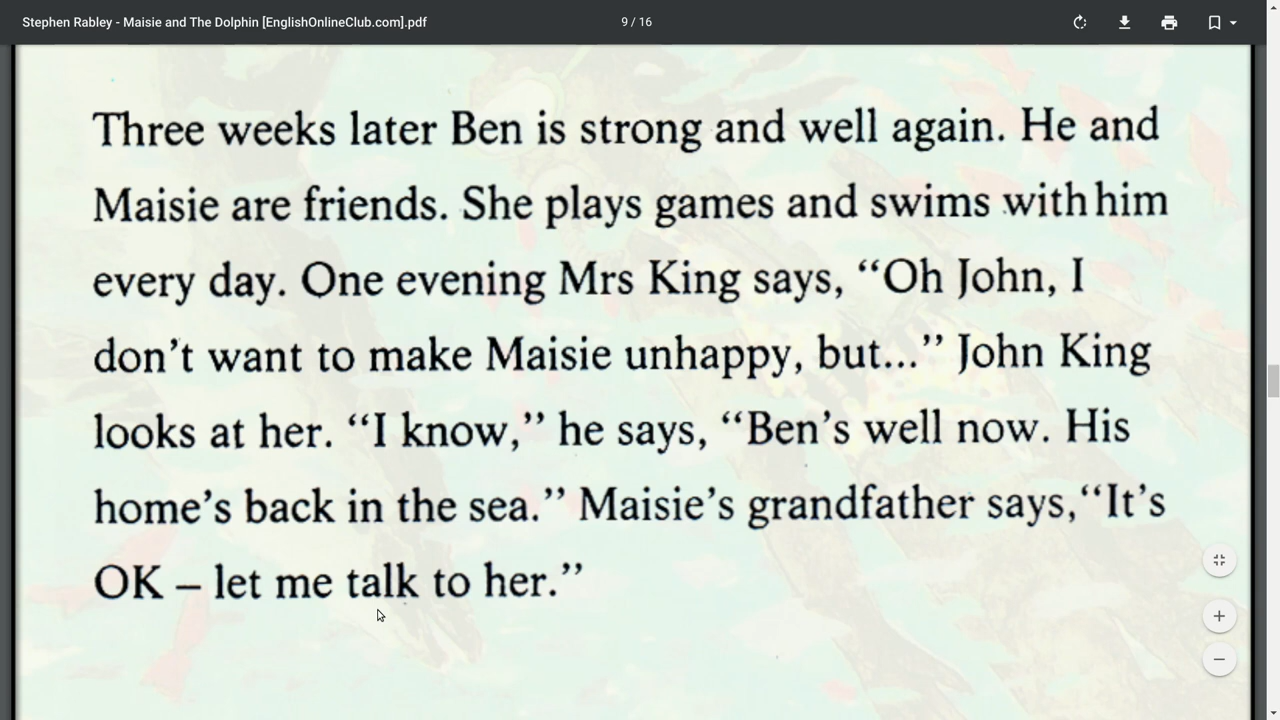 Stephen Rabley - Maisie and The Dolphin [EnglishOnlineClub.com].pdf
9 / 16
Three weeks later Ben is strong and well again. He and
Maisie are friends. She plays games and swims with him
every day. One evening Mrs King says, “Oh John, I
don’t want to make Maisie unhappy, but...” John King
looks at her. “I know,” he says, “Ben’s well now. His
home’s back in the sea.” Maisie’s grandfather says,“It’s
OK – let me talk to her.”